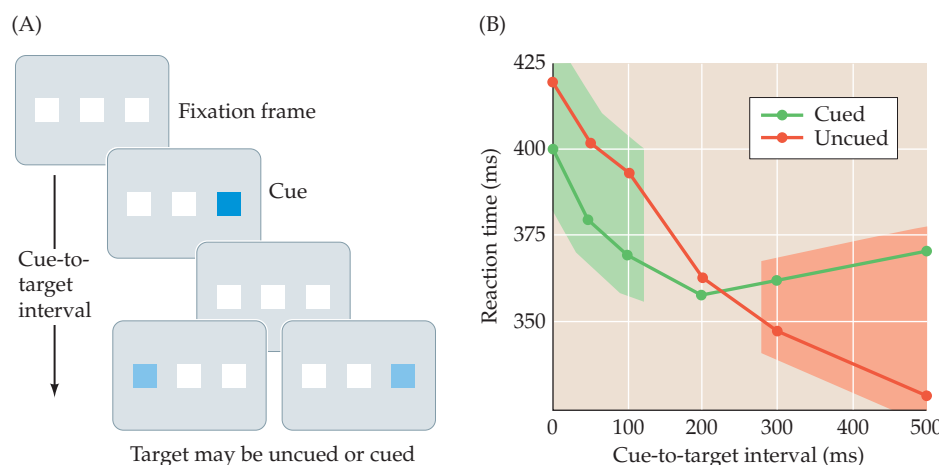 (A)
Fixation frame
Cue
Cue-to-
target
interval
Target may be uncued or cued
(B)
Reaction time (ms)
425
400
375
350
Cued
Uncued
0 100 200 300 400 500
Cue-to-target interval (ms)